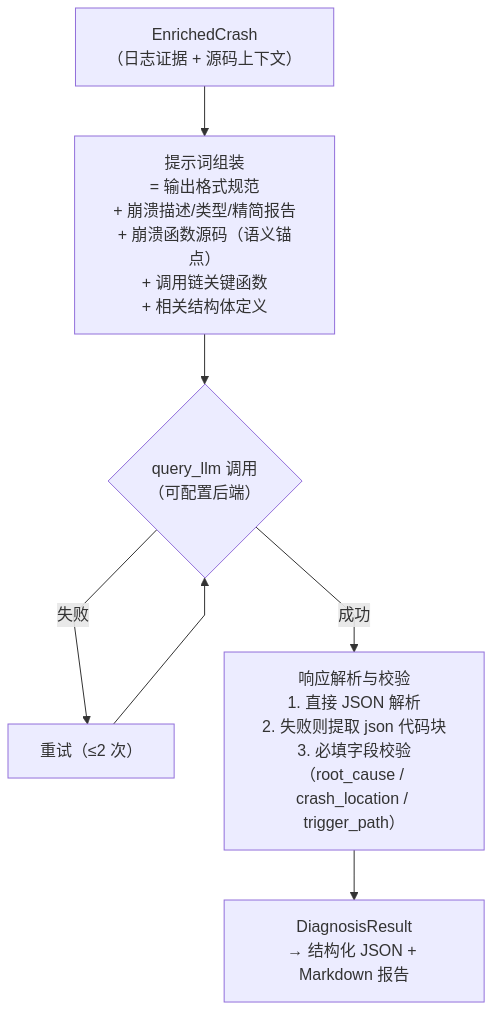 EnrichedCrash
（日志证据 + 源码上下文）
提示词组装
= 输出格式规范
+ 崩溃描述/类型/精简报告
+ 崩溃函数源码（语义锚
点）
+ 调用链关键函数
+ 相关结构体定义
query_llm 调用
（可配置后端）
失败
成功
重试（≤2 次）
响应解析与校验
1. 直接 JSON 解析
2. 失败则提取 json 代码块
3. 必填字段校验
（root_cause /
crash_location /
trigger_path）
DiagnosisResult
→ 结构化 JSON +
Markdown 报告